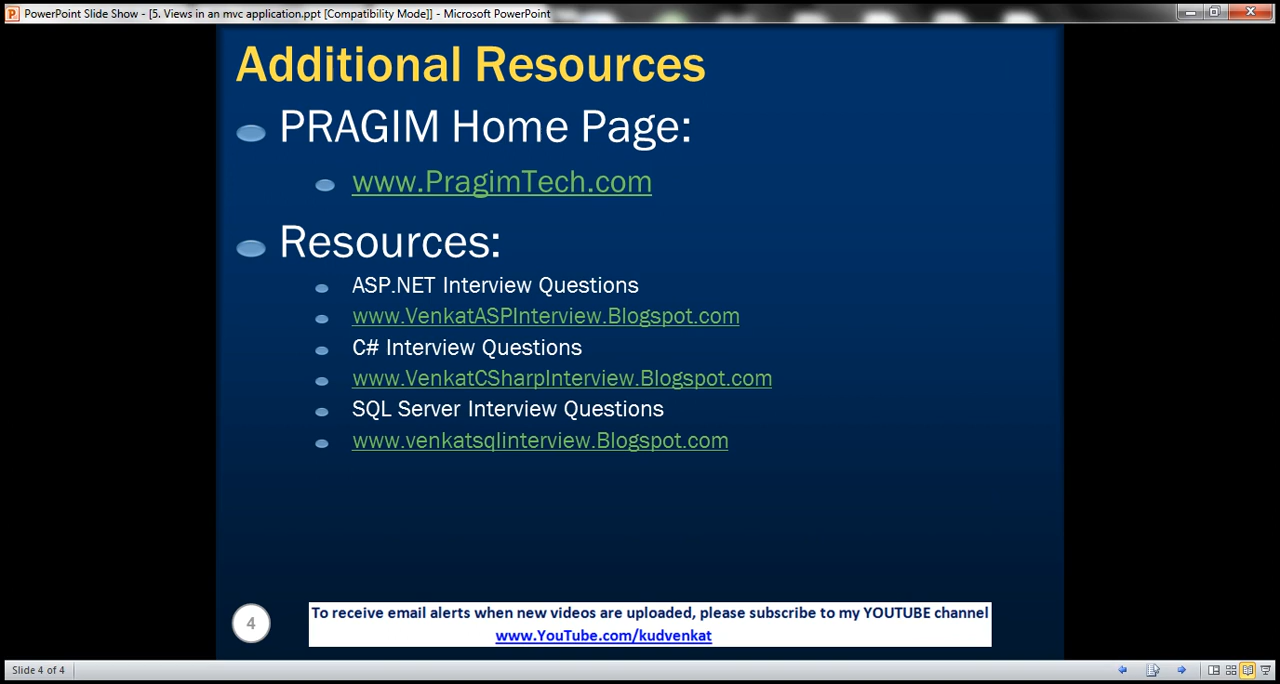 PowerPoint Slide Show - [5. Views in an mvc application.ppt [Compatibility Mode]] - Microsoft PowerPoint
Additional Resources
PRAGIM Home Page:
www.PragimTech.com
Resources:
ASP.NET Interview Questions
www.VenkatASPInterview.Blogspot.com
C# Interview Questions
www.VenkatCSharpInterview.Blogspot.com
SQL Server Interview Questions
www.venkatsqlinterview.Blogspot.com
4
To receive email alerts when new videos are uploaded, please subscribe to my YOUTUBE channel
www.YouTube.com/kudvenkat
Slide 4 of 4